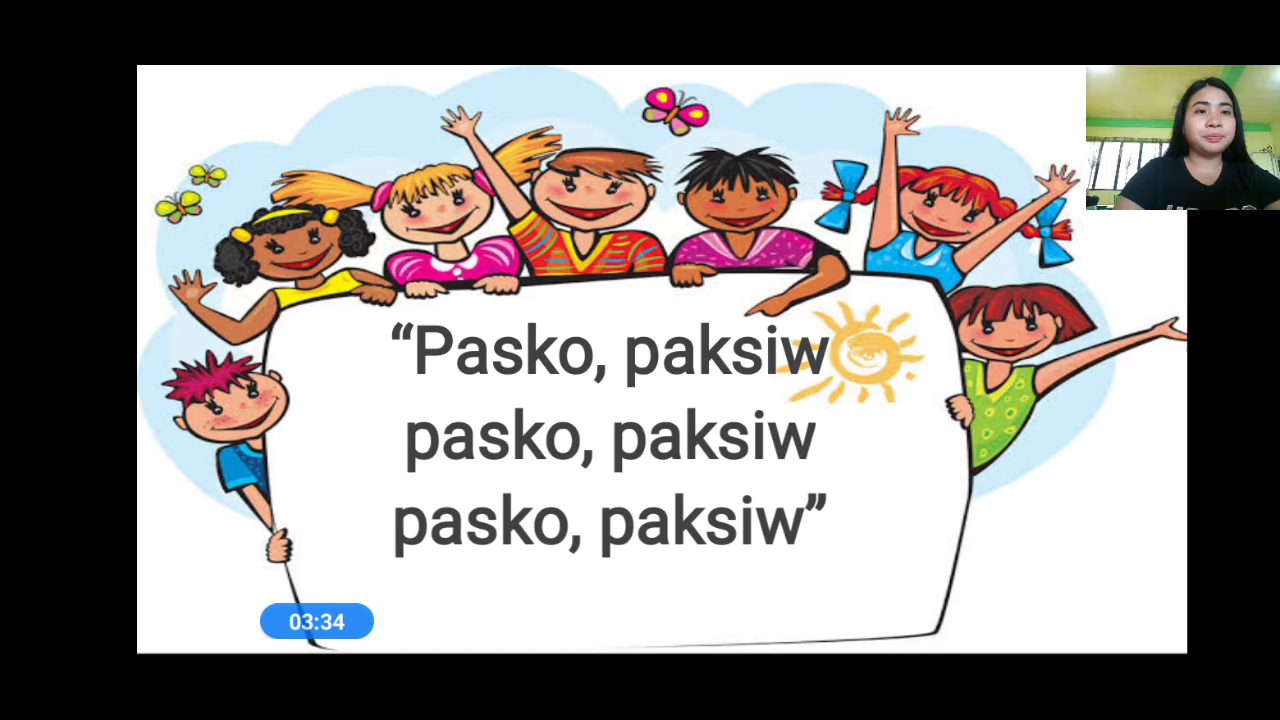 “Pasko, paksiw
pasko, paksiw
pasko, paksiw”
03:34